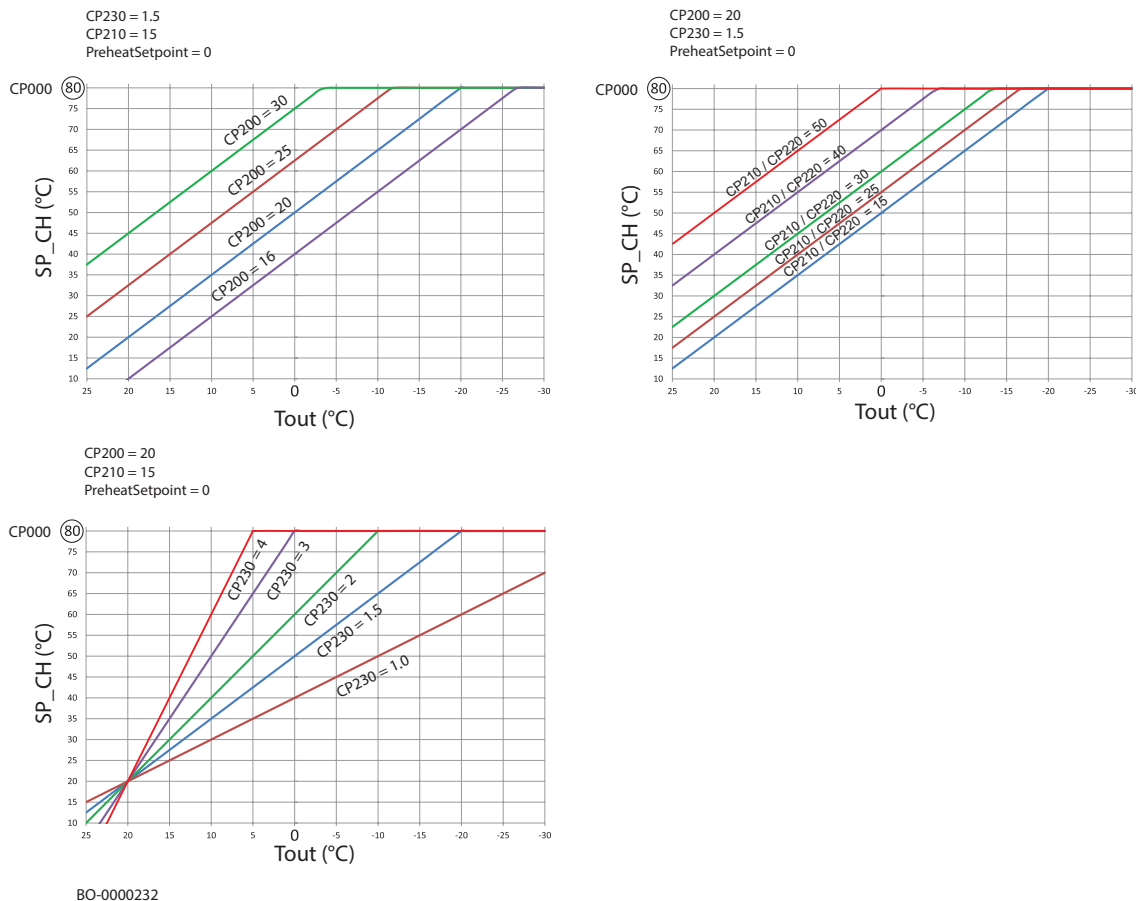 CP230 = 1.5
CP210 = 15
PreheatSetpoint = 0
CP000 80
75
70
65
60
55
50
45
40
35
30
25
20
15
10
SP_CH (°C)
CP200 = 30
CP200 = 25
CP200 = 20
CP200 = 16
25 20 15 10 5 0 -5 -10 -15 -20 -25 -30
Tout (°C)
CP200 = 20
CP230 = 1.5
PreheatSetpoint = 0
CP000 80
75
70
65
60
55
50
45
40
35
30
25
20
15
10
SP_CH (°C)
CP210 / CP220 = 50
CP210 / CP220 = 40
CP210 / CP220 = 30
CP210 / CP220 = 25
CP210 / CP220 = 15
25 20 15 10 5 0 -5 -10 -15 -20 -25 -30
Tout (°C)
CP200 = 20
CP210 = 15
PreheatSetpoint = 0
CP000 80
75
70
65
60
55
50
45
40
35
30
20
15
10
SP_CH (°C)
CP230 = 4
CP230 = 3
CP230 = 2
CP230 = 1.5
CP230 = 1.0
25 20 15 10 5 0 -5 -10 -15 -20 -25 -30
Tout (°C)
BO-0000232